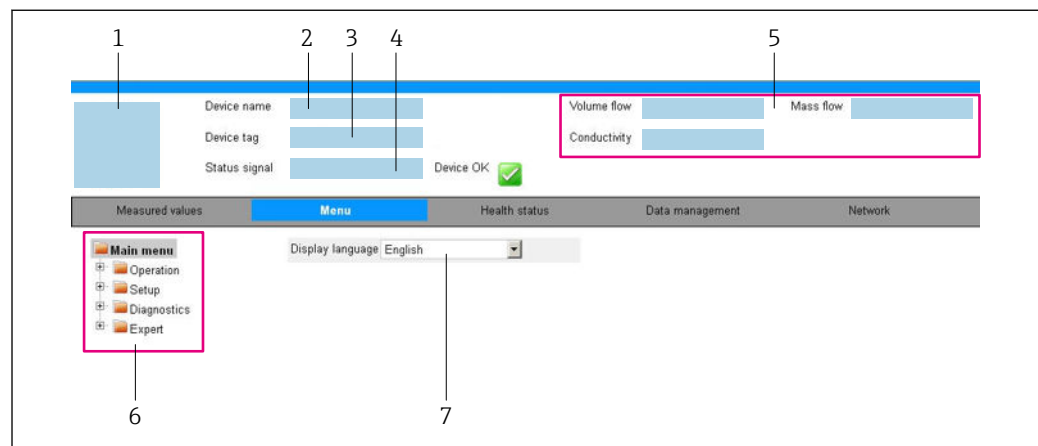 1 2 3 4 5
Device name Volume flow Mass flow
Device tag Conductivity
Status signal Device OK
Measured values Menu Health status Data management Network
Main menu Display language English
Operation
Setup
Diagnostics
Expert
6 7